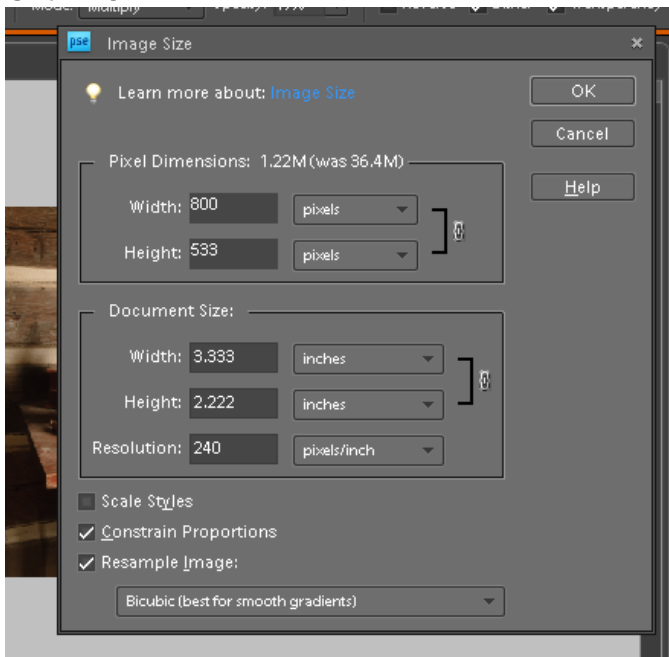 Mode: Multiply
pse Image Size
Learn more about: Image Size
OK
Cancel
Help
Pixel Dimensions: 1.22M (was 36.4M)
Width: 800 pixels
Height: 533 pixels
Document Size:
Width: 3.333 inches
Height: 2.222 inches
Resolution: 240 pixels/inch
Scale Styles
Constrain Proportions
Resample Image:
Bicubic (best for smooth gradients)